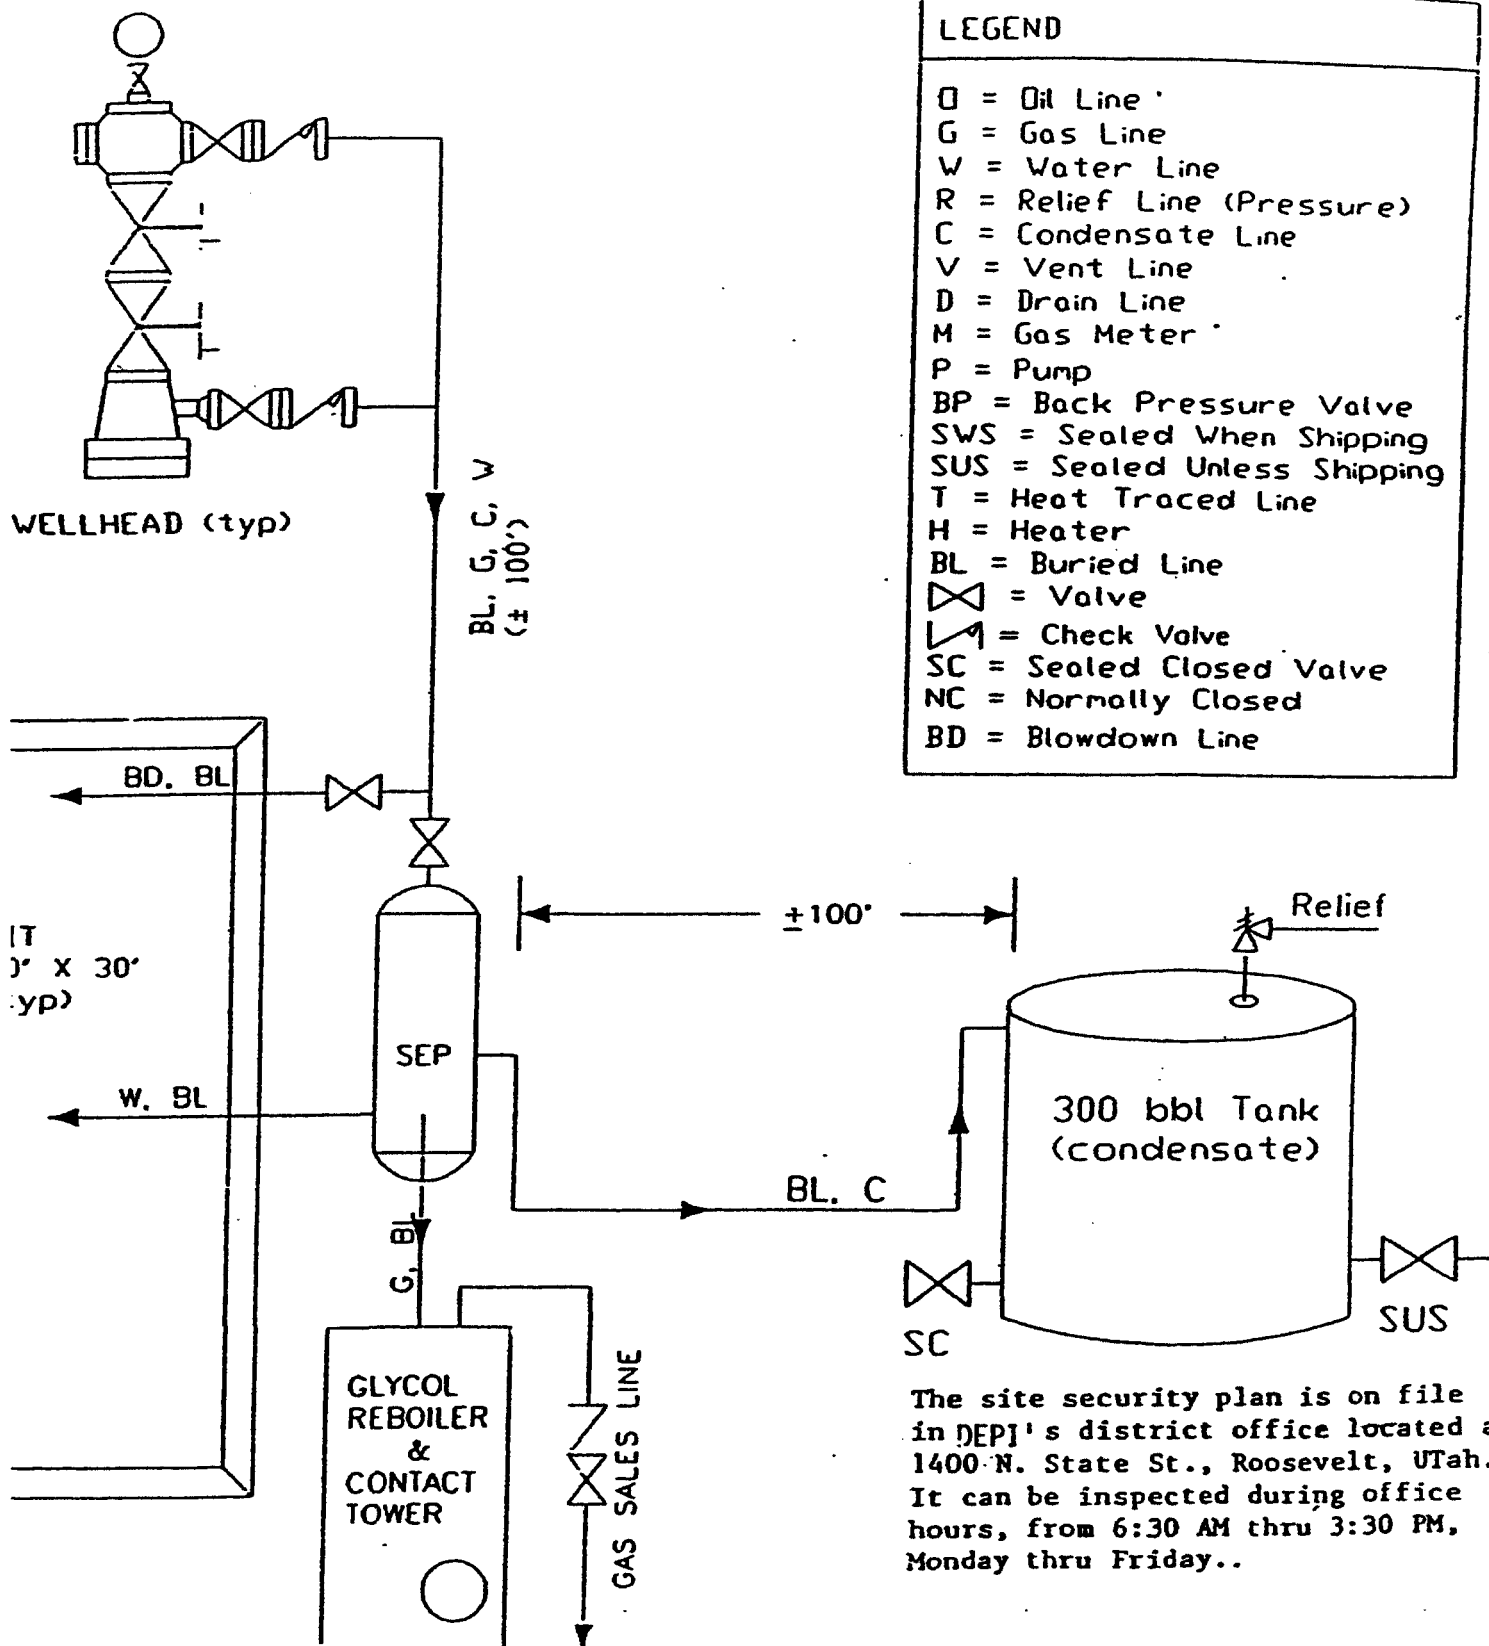 LEGEND
O = Oil Line
G = Gas Line
W = Water Line
R = Relief Line (Pressure)
C = Condensate Line
V = Vent Line
D = Drain Line
M = Gas Meter
P = Pump
BP = Back Pressure Valve
SWS = Sealed When Shipping
SUS = Sealed Unless Shipping
T = Heat Traced Line
H = Heater
BL = Buried Line
= Valve
= Check Valve
SC = Sealed Closed Valve
NC = Normally Closed
BD = Blowdown Line
WELLHEAD (typ)
BL. G, C, W
(± 100')
BD. BL
±100'
Relief
X 30'
yp)
SEP
W. BL
300 bbl Tank
(condensate)
BL. C
G, BL
SC
SUS
GLYCOL
REBOILER
&
CONTACT
TOWER
GAS SALES LINE
The site security plan is on file
in DEPI's district office located
1400 N. State St., Roosevelt, UTah.
It can be inspected during office
hours, from 6:30 AM thru 3:30 PM,
Monday thru Friday..